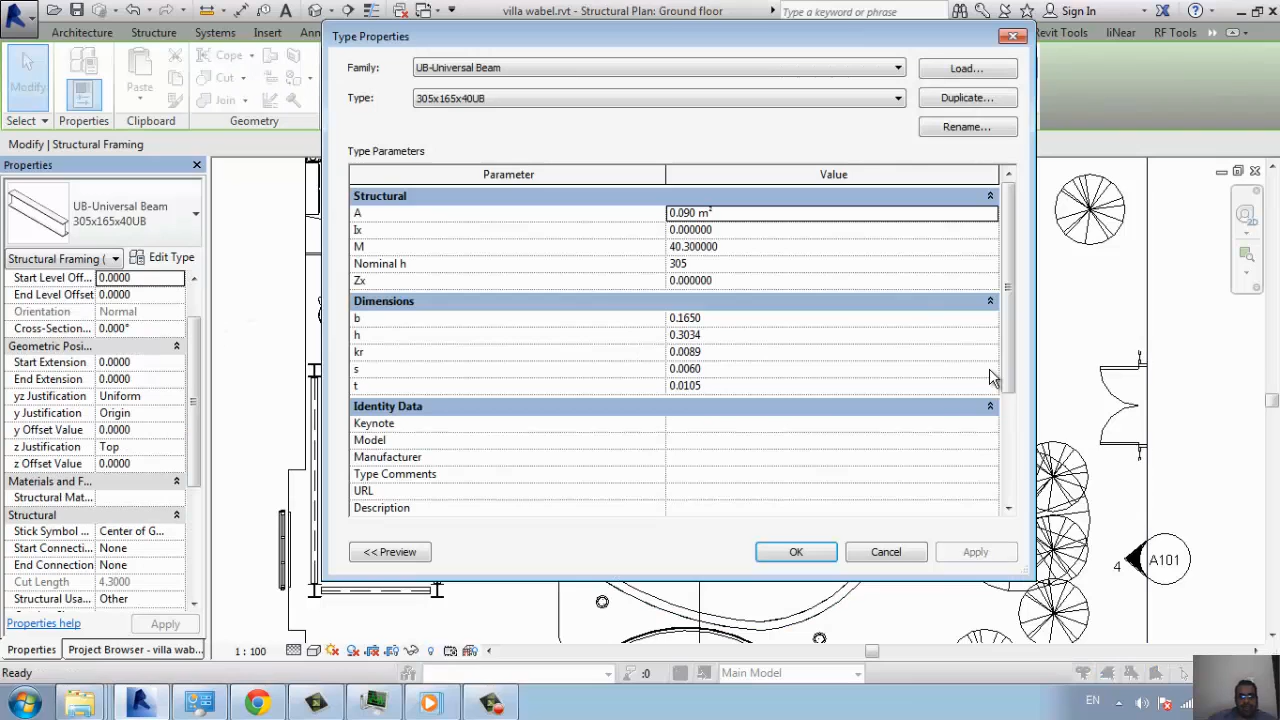 villa wabel.rvt - Structural Plan: Ground floor
Type a keyword or phrase
Sign In
Architecture Structure Systems Insert Ann
Revit Tools liNear RF Tools
Modify
Cope
Cut
Join
Paste
Select Properties Clipboard Geometry
Modify | Structural Framing
Properties
UB-Universal Beam
305x165x40UB
Structural Framing ( Edit Type
Start Level Off... 0.0000
End Level Offset 0.0000
Orientation Normal
Cross-Section... 0.000°
Geometric Posi...
Start Extension 0.0000
End Extension 0.0000
yz Justification Uniform
y Justification Origin
y Offset Value 0.0000
z Justification Top
z Offset Value 0.0000
Materials and F...
Structural Mat...
Structural
Stick Symbol ... Center of G...
Start Connecti... None
End Connection None
Cut Length 4.3000
Structural Usa... Other
Properties help Apply
Properties Project Browser - villa wab...
Ready
Type Properties
Family: UB-Universal Beam Load...
Type: 305x165x40UB Duplicate...
Rename...
Type Parameters
Parameter Value
Structural
A 0.090 m²
Ix 0.000000
M 40.300000
Nominal h 305
Zx 0.000000
Dimensions
b 0.1650
h 0.3034
kr 0.0089
s 0.0060
t 0.0105
Identity Data
Keynote
Model
Manufacturer
Type Comments
URL
Description
<< Preview OK Cancel Apply
2D
4 A101
1 : 100
:0 Main Model
EN